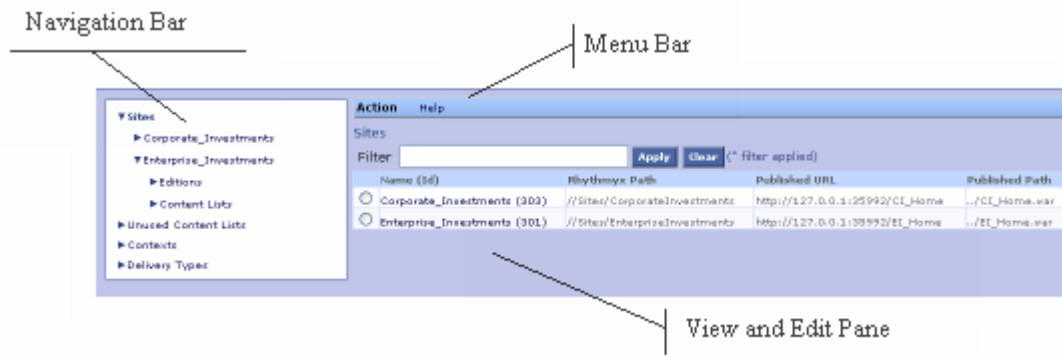 Navigation Bar
Menu Bar
▼Sites
▶Corporate_Investments
▼Enterprise_Investments
▶Editions
▶Content Lists
▶Unused Content Lists
▶Contexts
▶Delivery Types
Action Help
Sites
Filter Apply Clear (* filter applied)
Name (Id) Rhythmyx Path Published URL Published Path
Corporate_Investments (303) //Sites/CorporateInvestments http://127.0.0.1:35992/CI_Home ../CI_Home.war
Enterprise_Investments (301) //Sites/EnterpriseInvestments http://127.0.0.1:35992/EI_Home ../EI_Home.war
View and Edit Pane